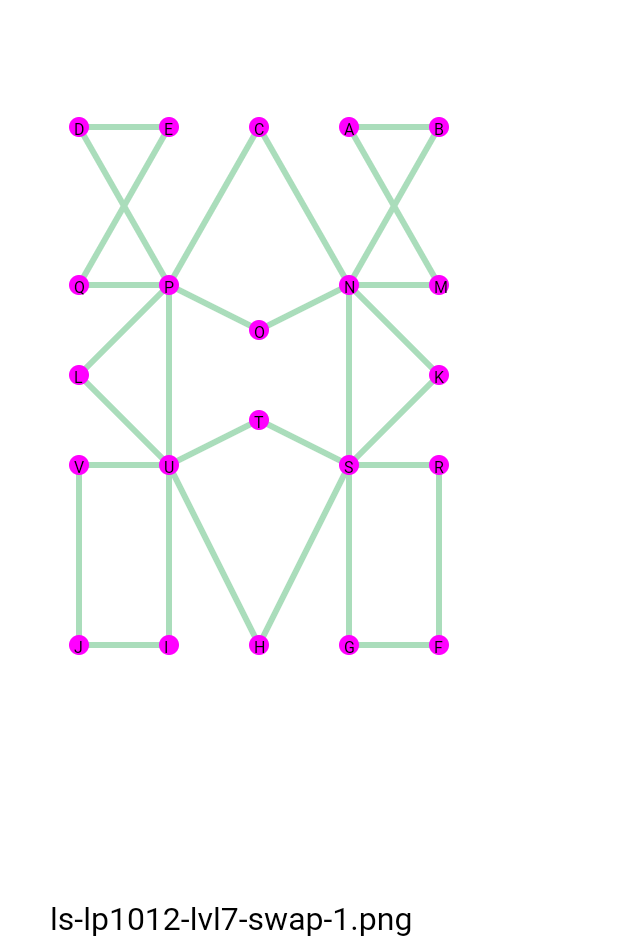 D E C A B
Q P N M
O
L K
T
V U S R
J I H G F
ls-lp1012-lvl7-swap-1.png